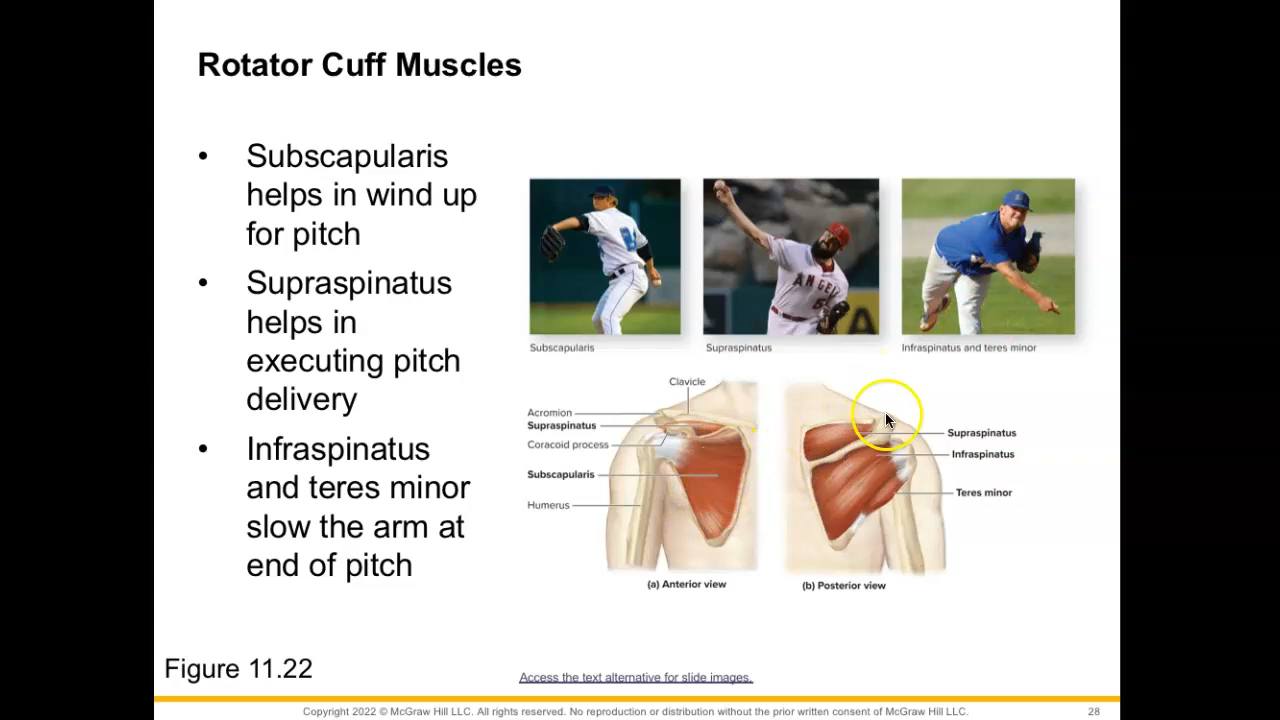 Rotator Cuff Muscles
• Subscapularis
helps in wind up
for pitch
• Supraspinatus
helps in
executing pitch
delivery
• Infraspinatus
and teres minor
slow the arm at
end of pitch
ANGEL
A
Subscapularis
Supraspinatus
Infraspinatus and teres minor
Clavicle
Acromion
Supraspinatus
Coracoid process
Subscapularis
Humerus
(a) Anterior view
Supraspinatus
Infraspinatus
Teres minor
(b) Posterior view
Figure 11.22
Access the text alternative for slide images.
Copyright 2022 © McGraw Hill LLC. All rights reserved. No reproduction or distribution without the prior written consent of McGraw Hill LLC.
28